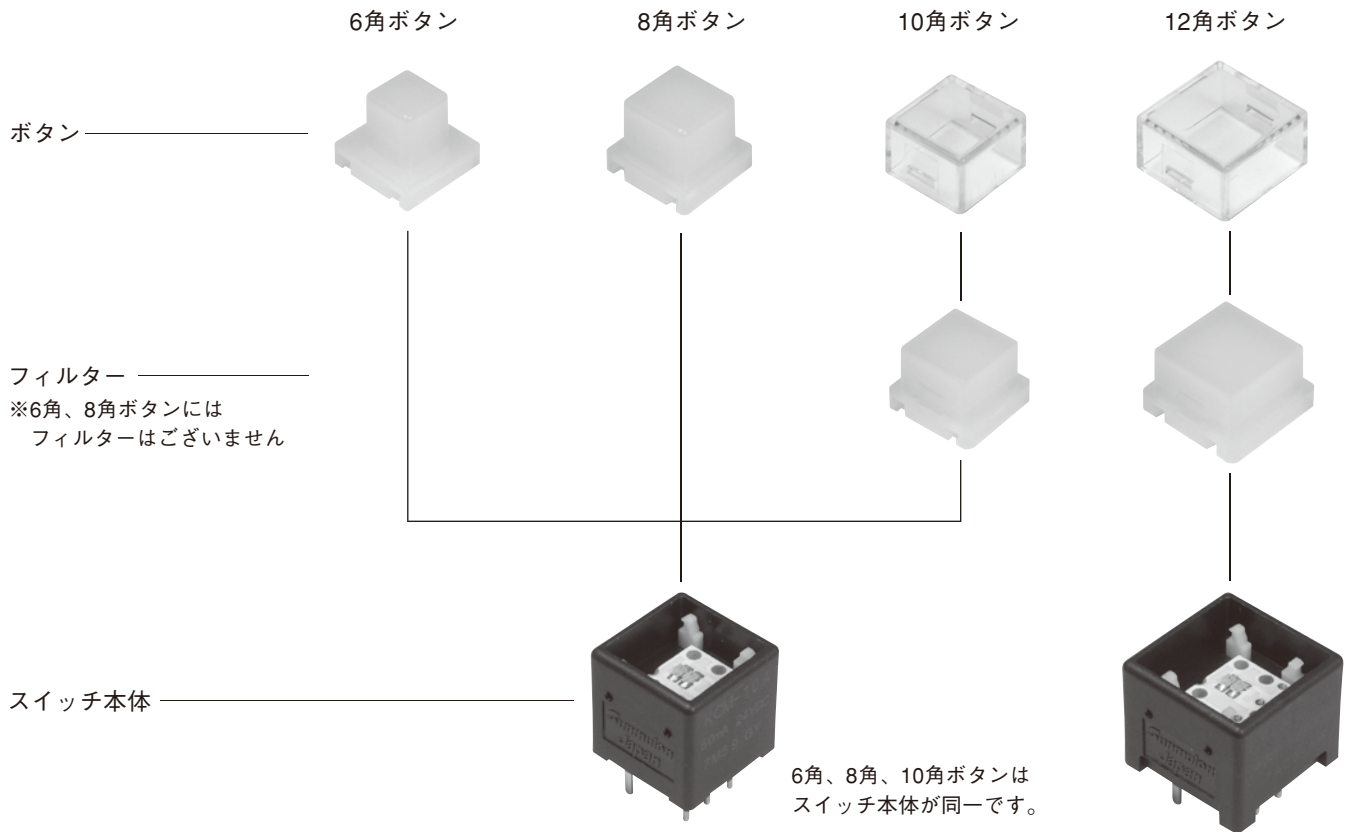 6角ボタン
8角ボタン
10角ボタン
12角ボタン
ボタン
フィルター
※6角、8角ボタンには
フィルターはございません
スイッチ本体
Japan
6角、8角、10角ボタンは
スイッチ本体が同一です。